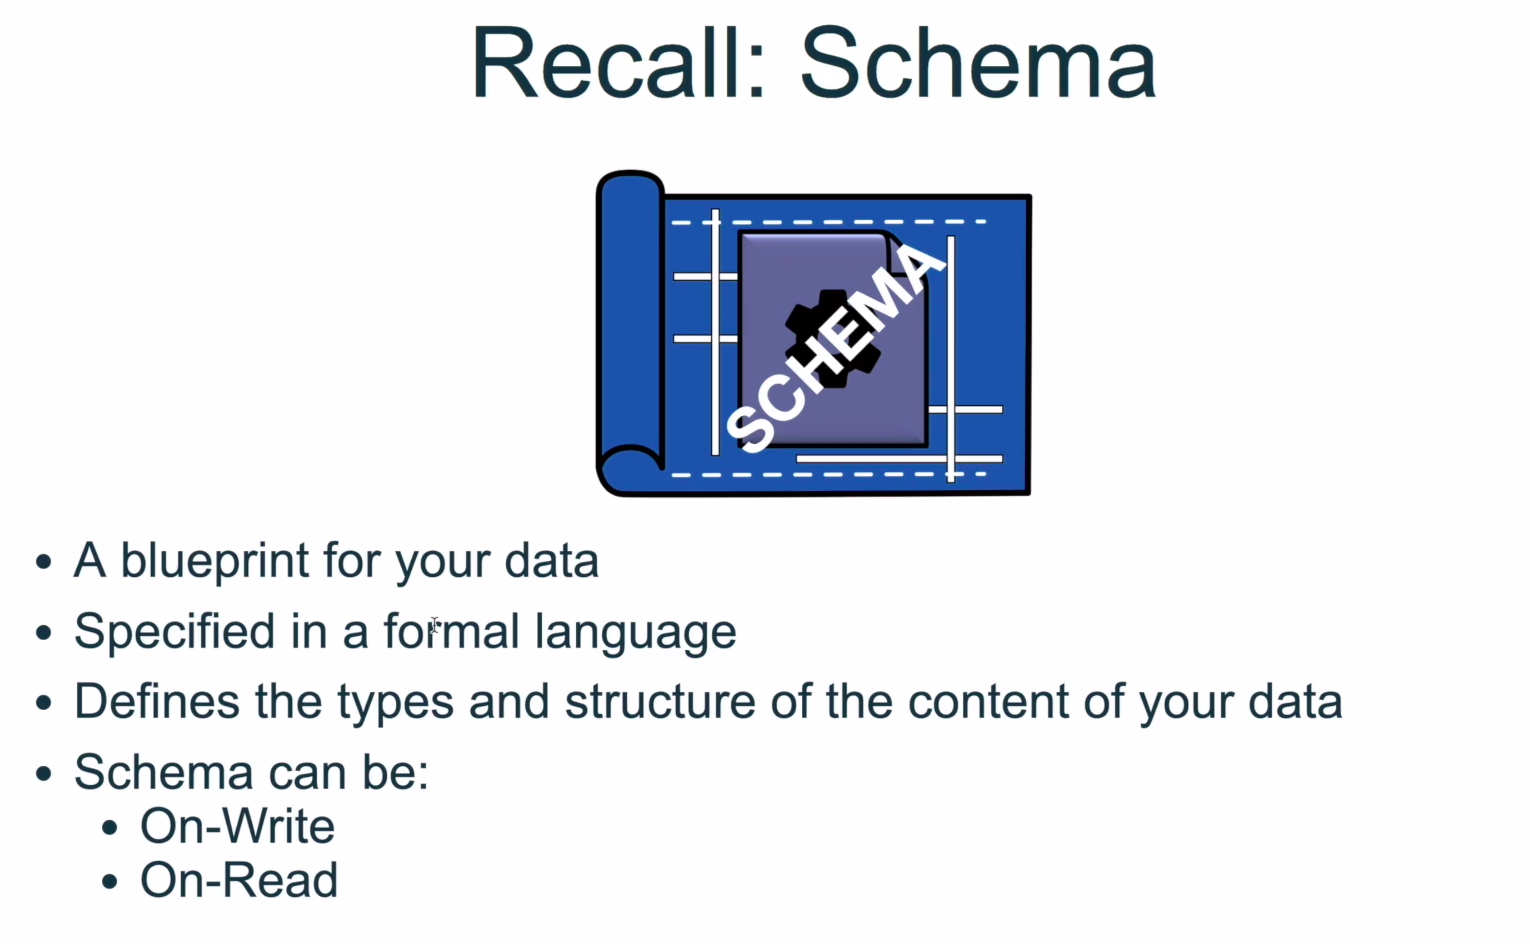 Recall: Schema
SCHEMA
• A blueprint for your data
• Specified in a formal language
• Defines the types and structure of the content of your data
• Schema can be:
• On-Write
• On-Read